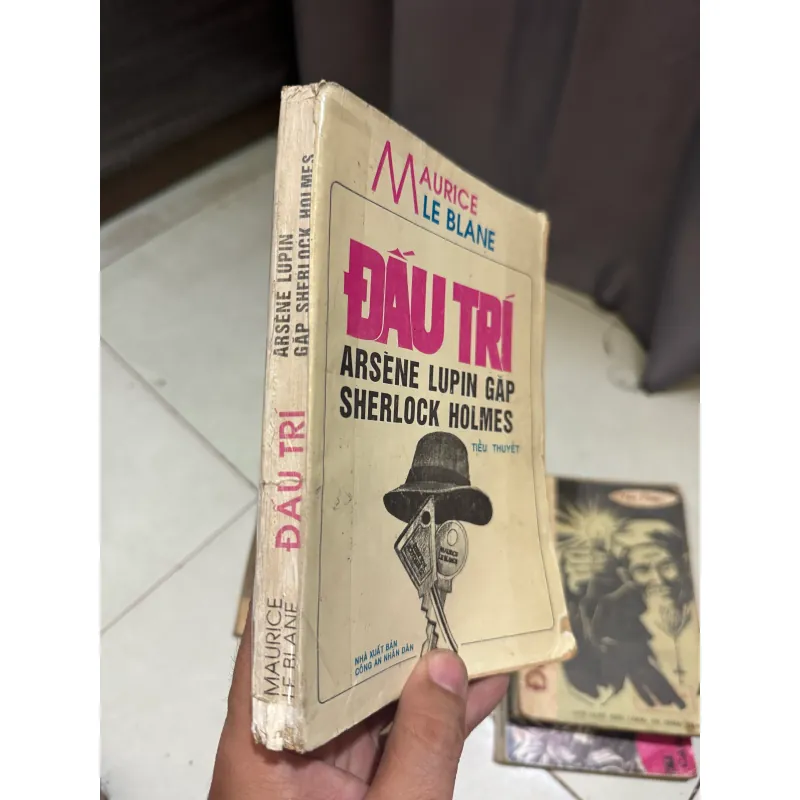 MAURICE
LE BLANE
ĐẤU TRÍ
ARSÈNE LUPIN GẶP
SHERLOCK HOLMES
TIỂU THUYẾT
NHÀ XUẤT BẢN
CÔNG AN NHÂN DÂN
MAURICE
LE BLANE
ĐẤU TRÍ
ARSÈNE LUPIN
GẶP SHERLOCK HOLMES